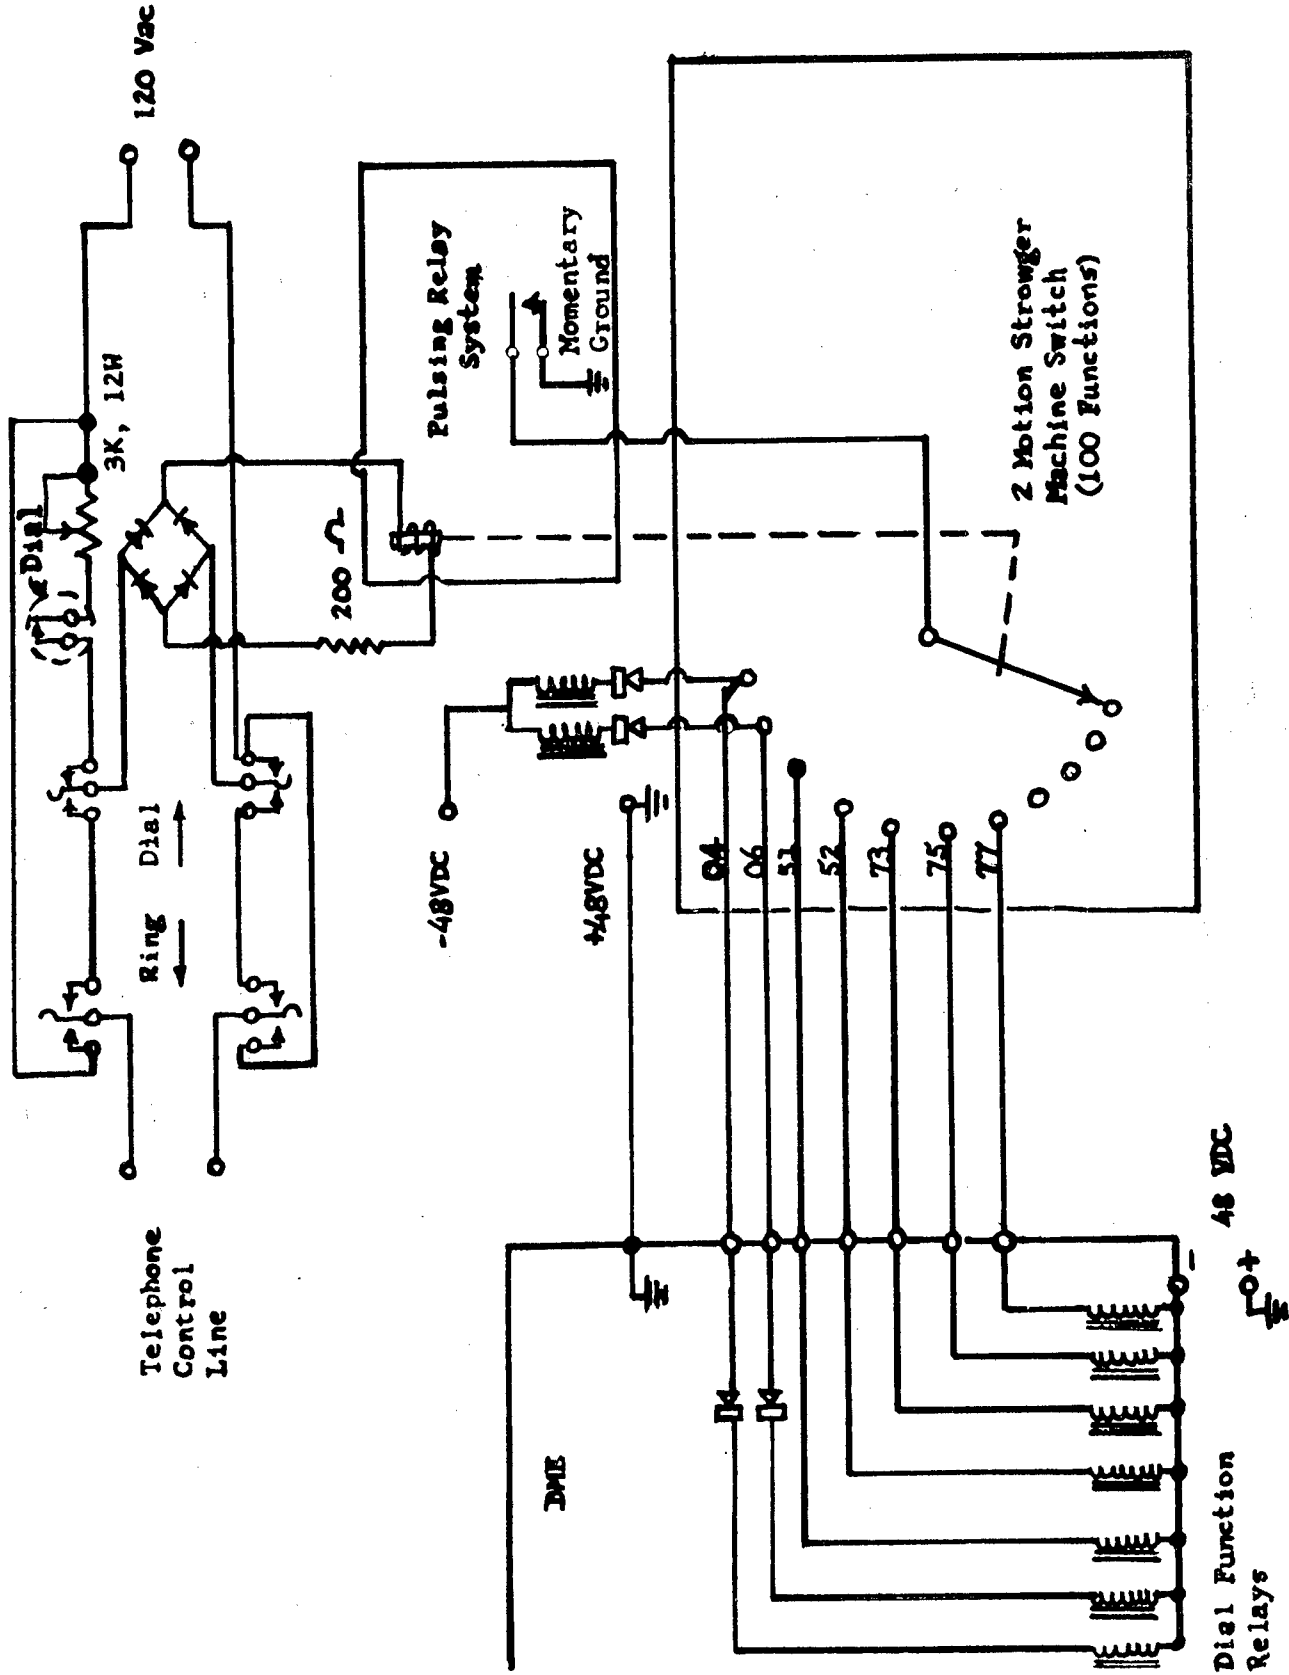 Telephone
Control
Line
Ring Dial
Dial
3K, 12W
120 Vac
200 Ω
Pulsing Relay
System
Momentary
Ground
-48VDC
+48VDC
04
06
51
52
73
75
77
2 Motion Strowger
Machine Switch
(100 Functions)
DME
Dial Function
Relays
- +
48 VDC